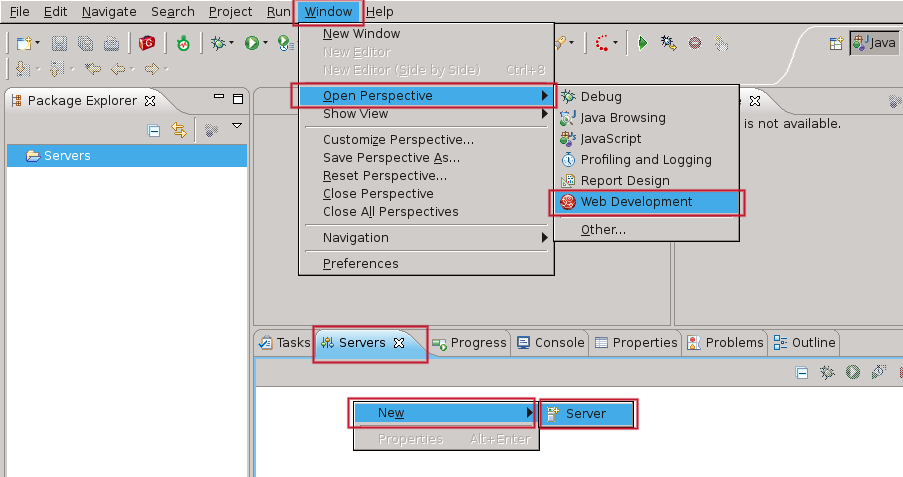 File Edit Navigate Search Project Run Window Help
New Window
New Editor
New Editor (Side by Side) Ctrl+8
Java
Package Explorer
Open Perspective
Show View
Debug
Java Browsing
is not available.
Servers
Customize Perspective...
Save Perspective As...
Reset Perspective...
Close Perspective
Close All Perspectives
JavaScript
Profiling and Logging
Report Design
Web Development
Other...
Navigation
Preferences
Tasks Servers Progress Console Properties Problems Outline
New Server
Properties Alt+Enter